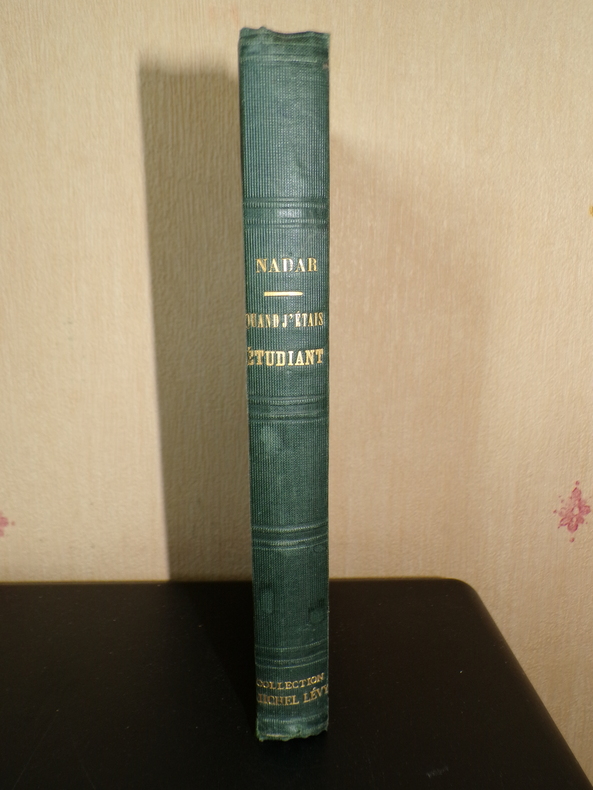 NADAR
QUAND J'ÉTAIS
ÉTUDIANT
COLLECTION
MICHEL LÉVY